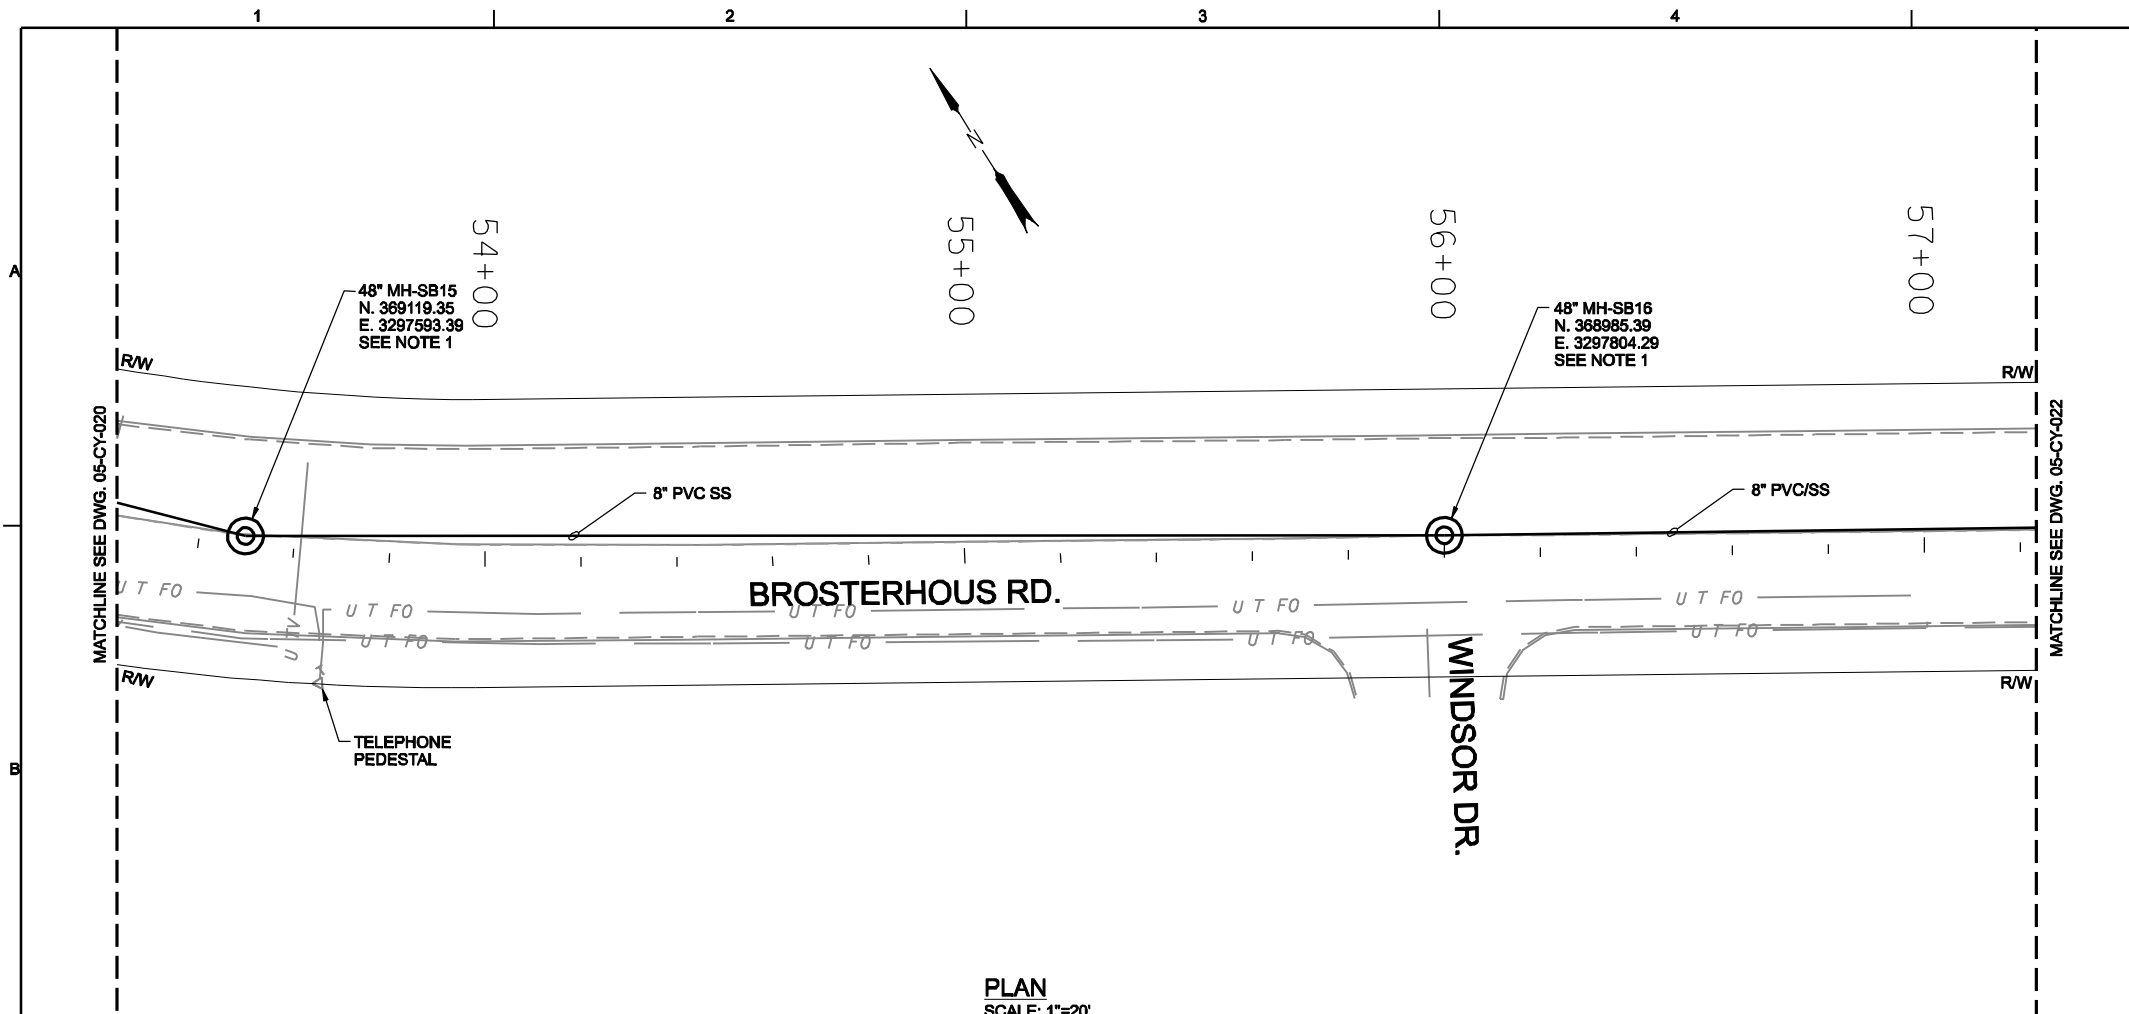 1
2
3
4
A
B
N
54+00
55+00
56+00
57+00
48" MH-SB15
N. 369119.35
E. 3297593.39
SEE NOTE 1
48" MH-SB16
N. 368985.39
E. 3297804.29
SEE NOTE 1
R/W
R/W
MATCHLINE SEE DWG. 05-CY-020
MATCHLINE SEE DWG. 05-CY-022
8" PVC SS
8" PVC/SS
BROSTERHOUS RD.
U T FO
U T FO
U T FO
U T FO
U T FO
U T FO
U T FO
U T FO
U T FO
U T
R/W
R/W
WINDSOR DR.
TELEPHONE
PEDESTAL
PLAN
SCALE: 1"=20'